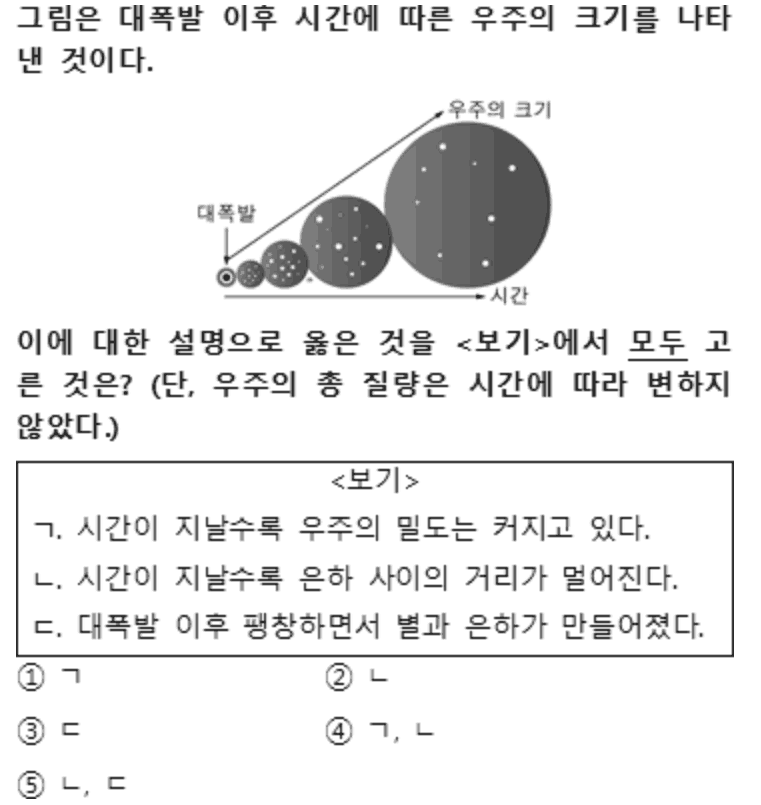 그림은 대폭발 이후 시간에 따른 우주의 크기를 나타
낸 것이다.
우주의 크기
대폭발
시간
이에 대한 설명으로 옳은 것을 <보기>에서 모두 고
른 것은? (단, 우주의 총 질량은 시간에 따라 변하지
않았다.)
<보기>
ㄱ. 시간이 지날수록 우주의 밀도는 커지고 있다.
ㄴ. 시간이 지날수록 은하 사이의 거리가 멀어진다.
ㄷ. 대폭발 이후 팽창하면서 별과 은하가 만들어졌다.
① ㄱ ② ㄴ
③ ㄷ ④ ㄱ, ㄴ
⑤ ㄴ, ㄷ